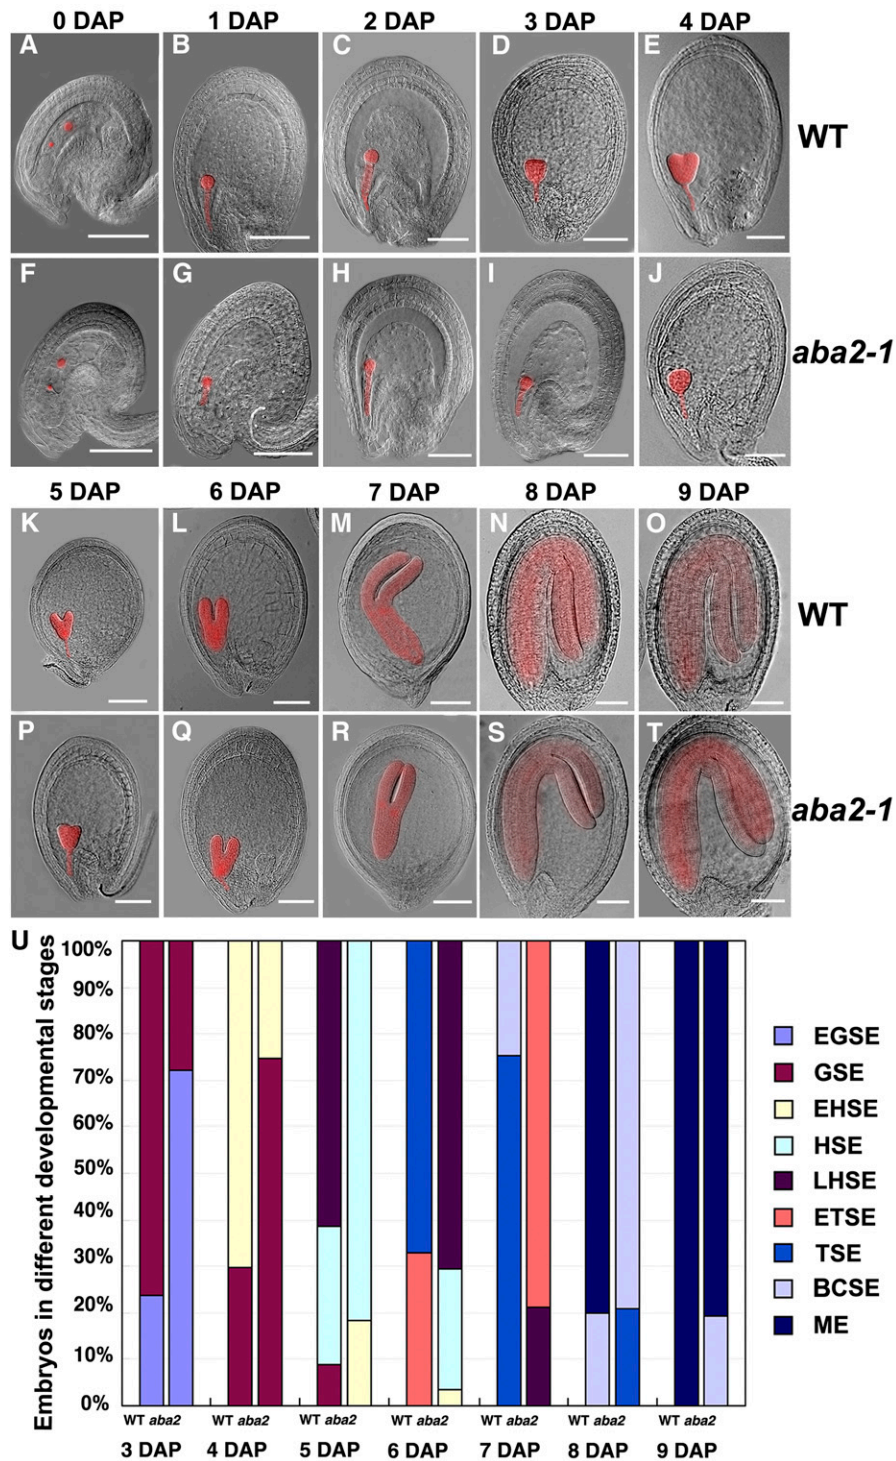 0 DAP 1 DAP 2 DAP 3 DAP 4 DAP
A B C D E
WT
F G H I J
aba2-1
5 DAP 6 DAP 7 DAP 8 DAP 9 DAP
K L M N O
WT
P Q R S T
aba2-1
U
Embryos in different developmental stages
100%
90%
80%
70%
60%
50%
40%
30%
20%
10%
0%
WT aba2 WT aba2 WT aba2 WT aba2 WT aba2 WT aba2 WT aba2
3 DAP 4 DAP 5 DAP 6 DAP 7 DAP 8 DAP 9 DAP
EGSE
GSE
EHSE
HSE
LHSE
ETSE
TSE
BCSE
ME